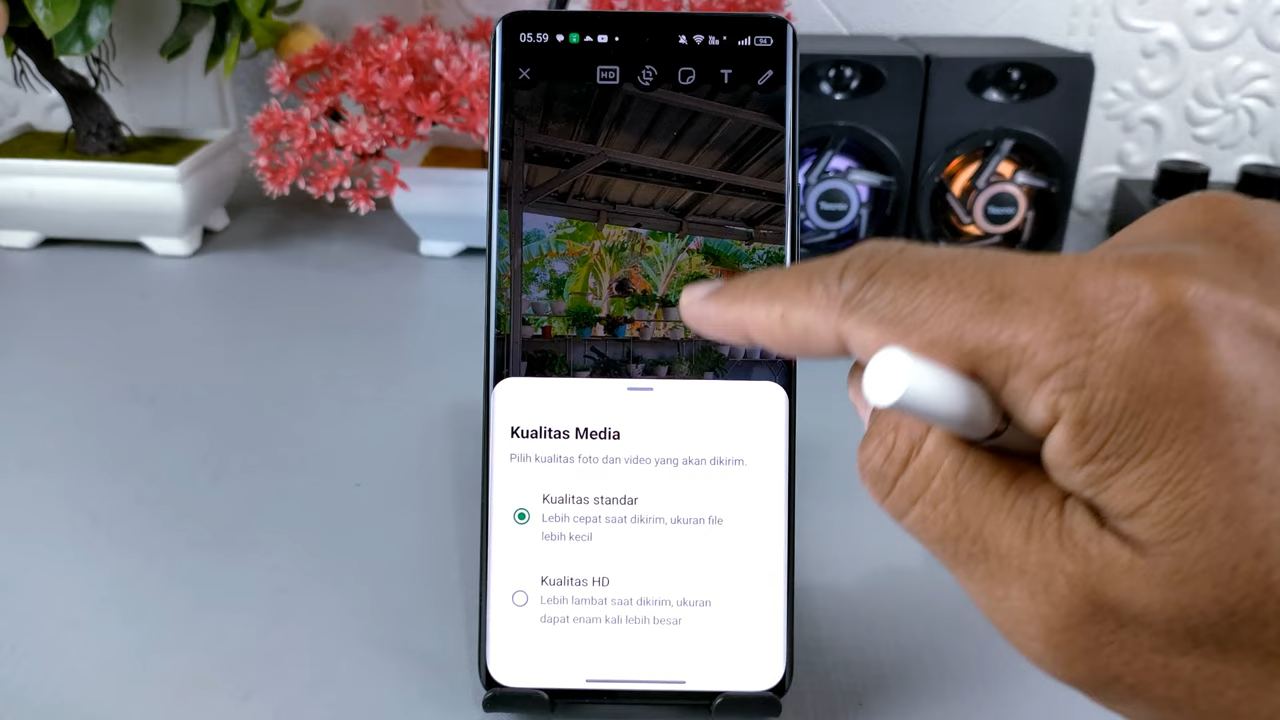 05.59
94
HD
T
Kualitas Media
Pilih kualitas foto dan video yang akan dikirim.
Kualitas standar
Lebih cepat saat dikirim, ukuran file
lebih kecil
Kualitas HD
Lebih lambat saat dikirim, ukuran
dapat enam kali lebih besar